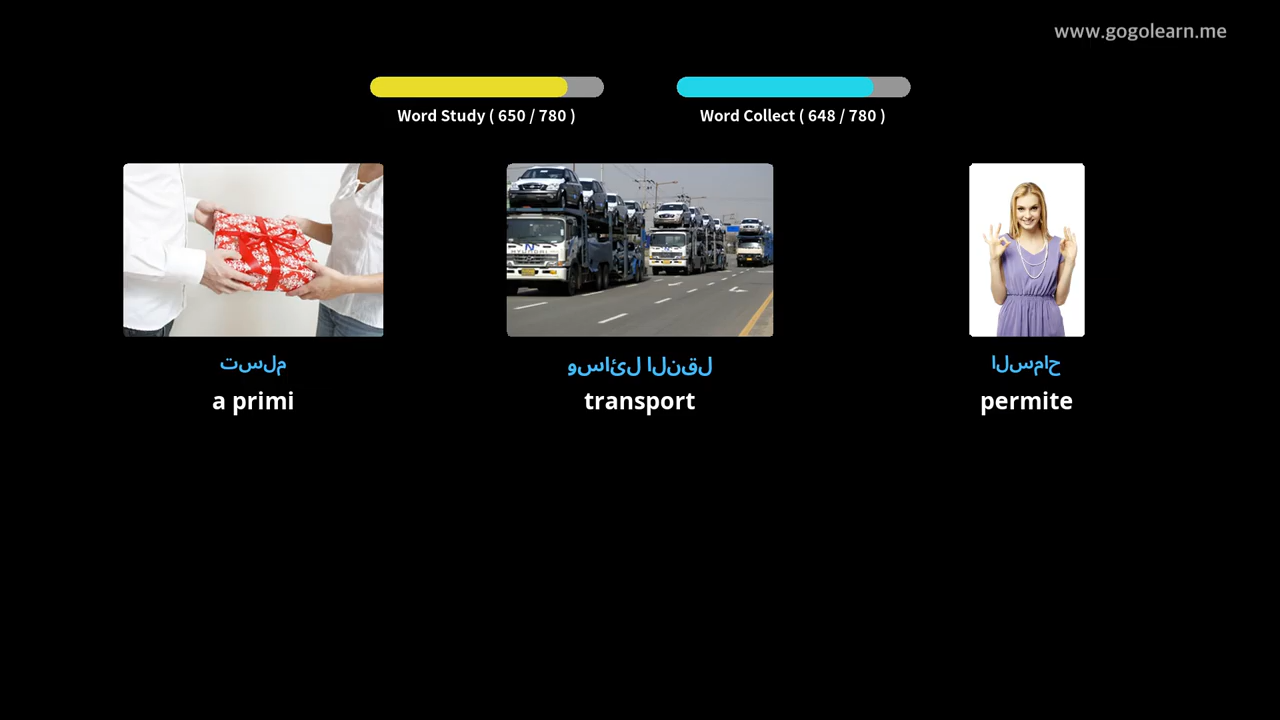 www.gogolearn.me
Word Study ( 650 / 780 )
Word Collect ( 648 / 780 )
تسلم
وسائل النقل
السماح
a primi
transport
permite